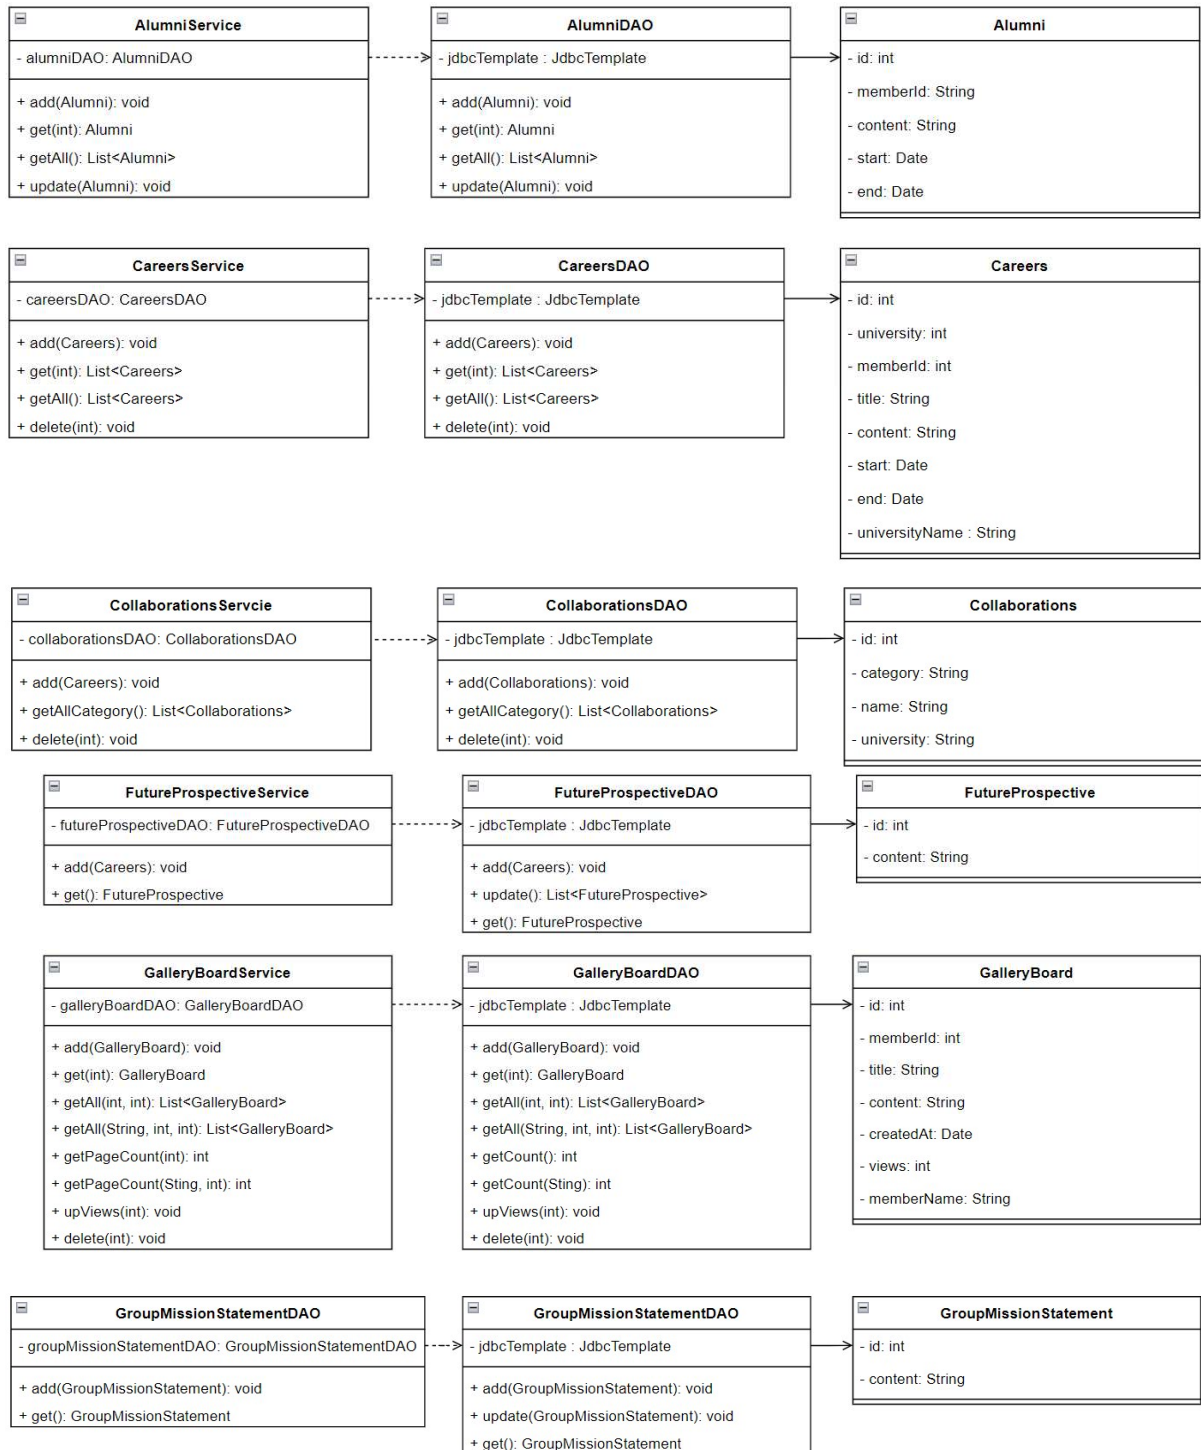 AlumniService
- alumniDAO: AlumniDAO
+ add(Alumni): void
+ get(int): Alumni
+ getAll(): List<Alumni>
+ update(Alumni): void
AlumniDAO
- jdbcTemplate : JdbcTemplate
+ add(Alumni): void
+ get(int): Alumni
+ getAll(): List<Alumni>
+ update(Alumni): void
Alumni
- id: int
- memberId: String
- content: String
- start: Date
- end: Date
CareersService
- careersDAO: CareersDAO
+ add(Careers): void
+ get(int): List<Careers>
+ getAll(): List<Careers>
+ delete(int): void
CareersDAO
- jdbcTemplate : JdbcTemplate
+ add(Careers): void
+ get(int): List<Careers>
+ getAll(): List<Careers>
+ delete(int): void
Careers
- id: int
- university: int
- memberId: int
- title: String
- content: String
- start: Date
- end: Date
- universityName : String
CollaborationsServcie
- collaborationsDAO: CollaborationsDAO
+ add(Careers): void
+ getAllCategory(): List<Collaborations>
+ delete(int): void
CollaborationsDAO
- jdbcTemplate : JdbcTemplate
+ add(Collaborations): void
+ getAllCategory(): List<Collaborations>
+ delete(int): void
Collaborations
- id: int
- category: String
- name: String
- university: String
FutureProspectiveService
- futureProspectiveDAO: FutureProspectiveDAO
+ add(Careers): void
+ get(): FutureProspective
FutureProspectiveDAO
- jdbcTemplate : JdbcTemplate
+ add(Careers): void
+ update(): List<FutureProspective>
+ get(): FutureProspective
FutureProspective
- id: int
- content: String
GalleryBoardService
- galleryBoardDAO: GalleryBoardDAO
+ add(GalleryBoard): void
+ get(int): GalleryBoard
+ getAll(int, int): List<GalleryBoard>
+ getAll(String, int, int): List<GalleryBoard>
+ getPageCount(int): int
+ getPageCount(Sting, int): int
+ upViews(int): void
+ delete(int): void
GalleryBoardDAO
- jdbcTemplate : JdbcTemplate
+ add(GalleryBoard): void
+ get(int): GalleryBoard
+ getAll(int, int): List<GalleryBoard>
+ getAll(String, int, int): List<GalleryBoard>
+ getCount(): int
+ getCount(Sting): int
+ upViews(int): void
+ delete(int): void
GalleryBoard
- id: int
- memberId: int
- title: String
- content: String
- createdAt: Date
- views: int
- memberName: String
GroupMissionStatementDAO
- groupMissionStatementDAO: GroupMissionStatementDAO
+ add(GroupMissionStatement): void
+ get(): GroupMissionStatement
GroupMissionStatementDAO
- jdbcTemplate : JdbcTemplate
+ add(GroupMissionStatement): void
+ update(GroupMissionStatement): void
+ get(): GroupMissionStatement
GroupMissionStatement
- id: int
- content: String